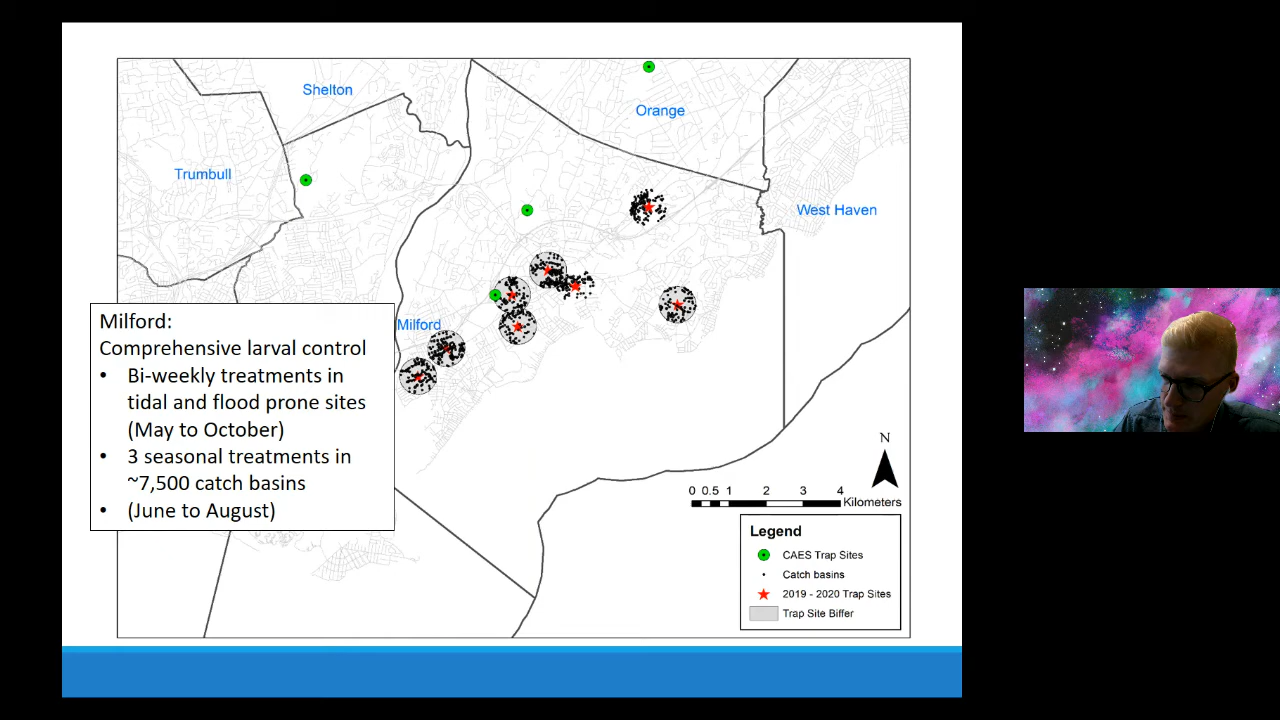 Shelton
Orange
Trumbull
West Haven
Milford
Milford:
Comprehensive larval control
• Bi-weekly treatments in
tidal and flood prone sites
(May to October)
• 3 seasonal treatments in
~7,500 catch basins
• (June to August)
N
0 0.5 1 2 3 4
Kilometers
Legend
CAES Trap Sites
Catch basins
2019 - 2020 Trap Sites
Trap Site Biffer